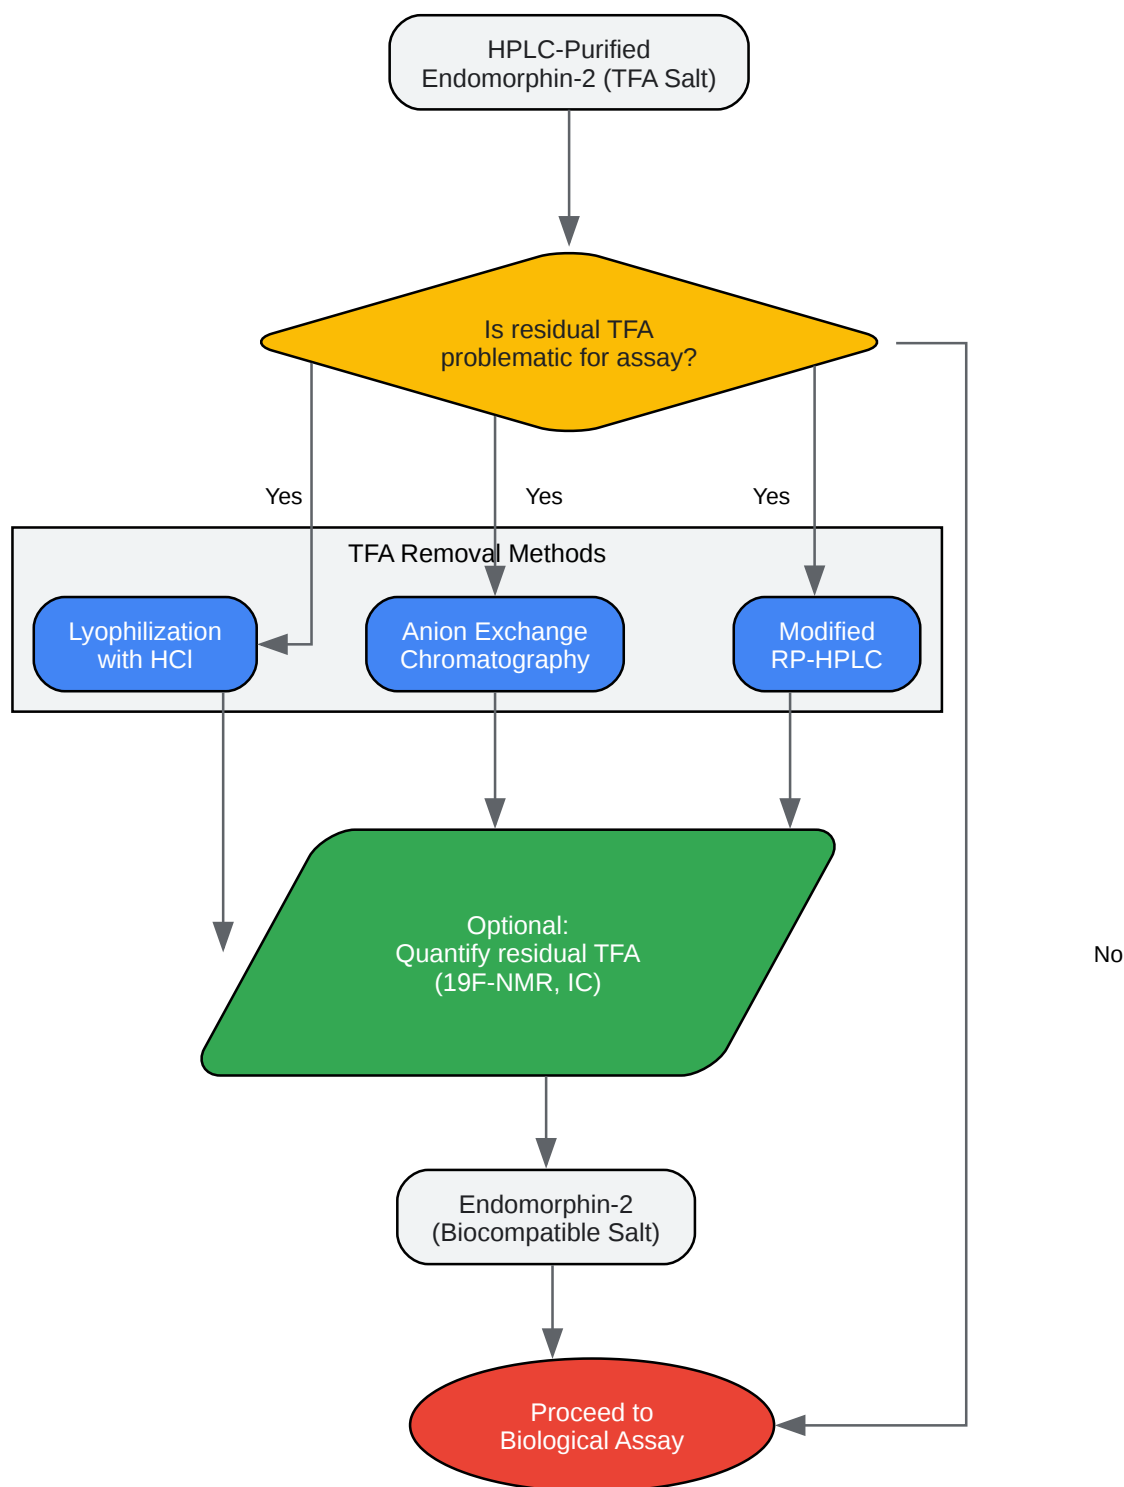 HPLC-Purified
Endomorphin-2 (TFA Salt)
Is residual TFA
problematic for assay?
Yes
Yes
Yes
TFA Removal Methods
Lyophilization
with HCl
Anion Exchange
Chromatography
Modified
RP-HPLC
Optional:
Quantify residual TFA
(19F-NMR, IC)
No
Endomorphin-2
(Biocompatible Salt)
Proceed to
Biological Assay